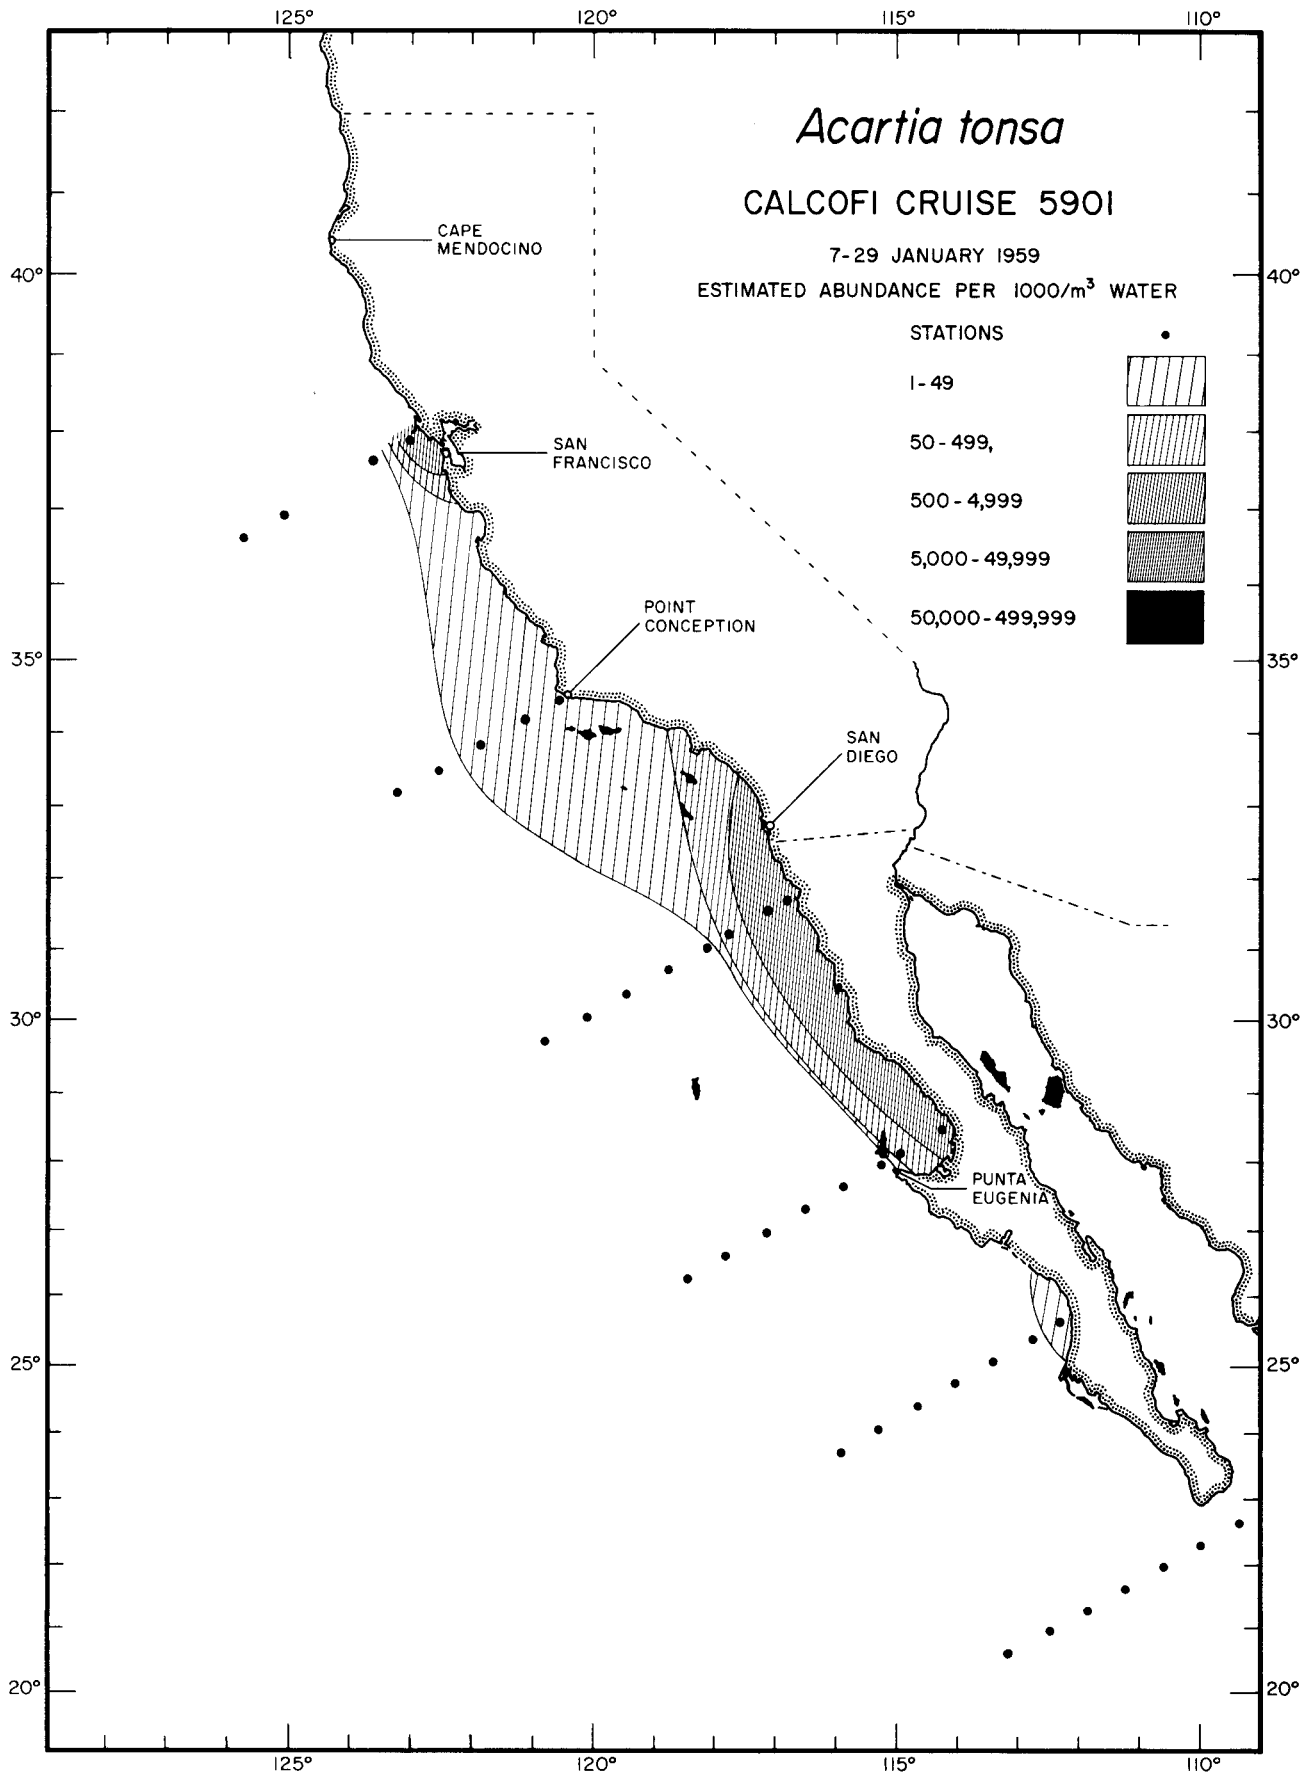 125° 120° 115° 110°
Acartia tonsa
CALCOFI CRUISE 5901
7-29 JANUARY 1959
ESTIMATED ABUNDANCE PER 1000/m³ WATER
STATIONS
1-49
50-499,
500-4,999
5,000-49,999
50,000-499,999
CAPE
MENDOCINO
40° 40°
SAN
FRANCISCO
POINT
CONCEPTION
35° 35°
SAN
DIEGO
30° 30°
PUNTA
EUGENIA
25° 25°
20° 20°
125° 120° 115° 110°